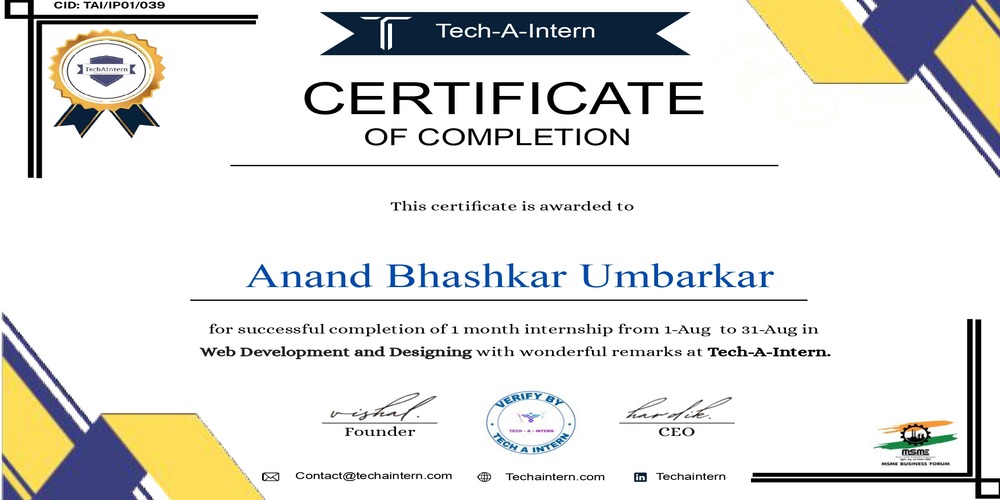 CID: TAI/IP01/039
TechAIntern
Tech-A-Intern
CERTIFICATE
OF COMPLETION
This certificate is awarded to
Anand Bhashkar Umbarkar
for successful completion of 1 month internship from 1-Aug to 31-Aug in
Web Development and Designing with wonderful remarks at Tech-A-Intern.
vishal.
Founder
VERIFY BY
TECH - A - INTERN
TECH A INTERN
hardik.
CEO
MSME
MSME BUSINESS FORUM
Contact@techaintern.com
Techaintern.com
Techaintern